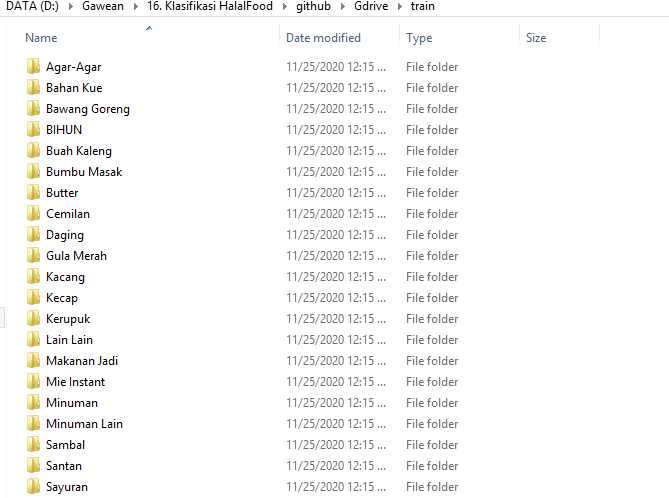 DATA (D:) Gawean 16. Klasifikasi HalalFood github Gdrive train
Name Date modified Type Size
Agar-Agar 11/25/2020 12:15 ... File folder
Bahan Kue 11/25/2020 12:15 ... File folder
Bawang Goreng 11/25/2020 12:15 ... File folder
BIHUN 11/25/2020 12:15 ... File folder
Buah Kaleng 11/25/2020 12:15 ... File folder
Bumbu Masak 11/25/2020 12:15 ... File folder
Butter 11/25/2020 12:15 ... File folder
Cemilan 11/25/2020 12:15 ... File folder
Daging 11/25/2020 12:15 ... File folder
Gula Merah 11/25/2020 12:15 ... File folder
Kacang 11/25/2020 12:15 ... File folder
Kecap 11/25/2020 12:15 ... File folder
Kerupuk 11/25/2020 12:15 ... File folder
Lain Lain 11/25/2020 12:15 ... File folder
Makanan Jadi 11/25/2020 12:15 ... File folder
Mie Instant 11/25/2020 12:15 ... File folder
Minuman 11/25/2020 12:15 ... File folder
Minuman Lain 11/25/2020 12:15 ... File folder
Sambal 11/25/2020 12:15 ... File folder
Santan 11/25/2020 12:15 ... File folder
Sayuran 11/25/2020 12:15 ... File folder